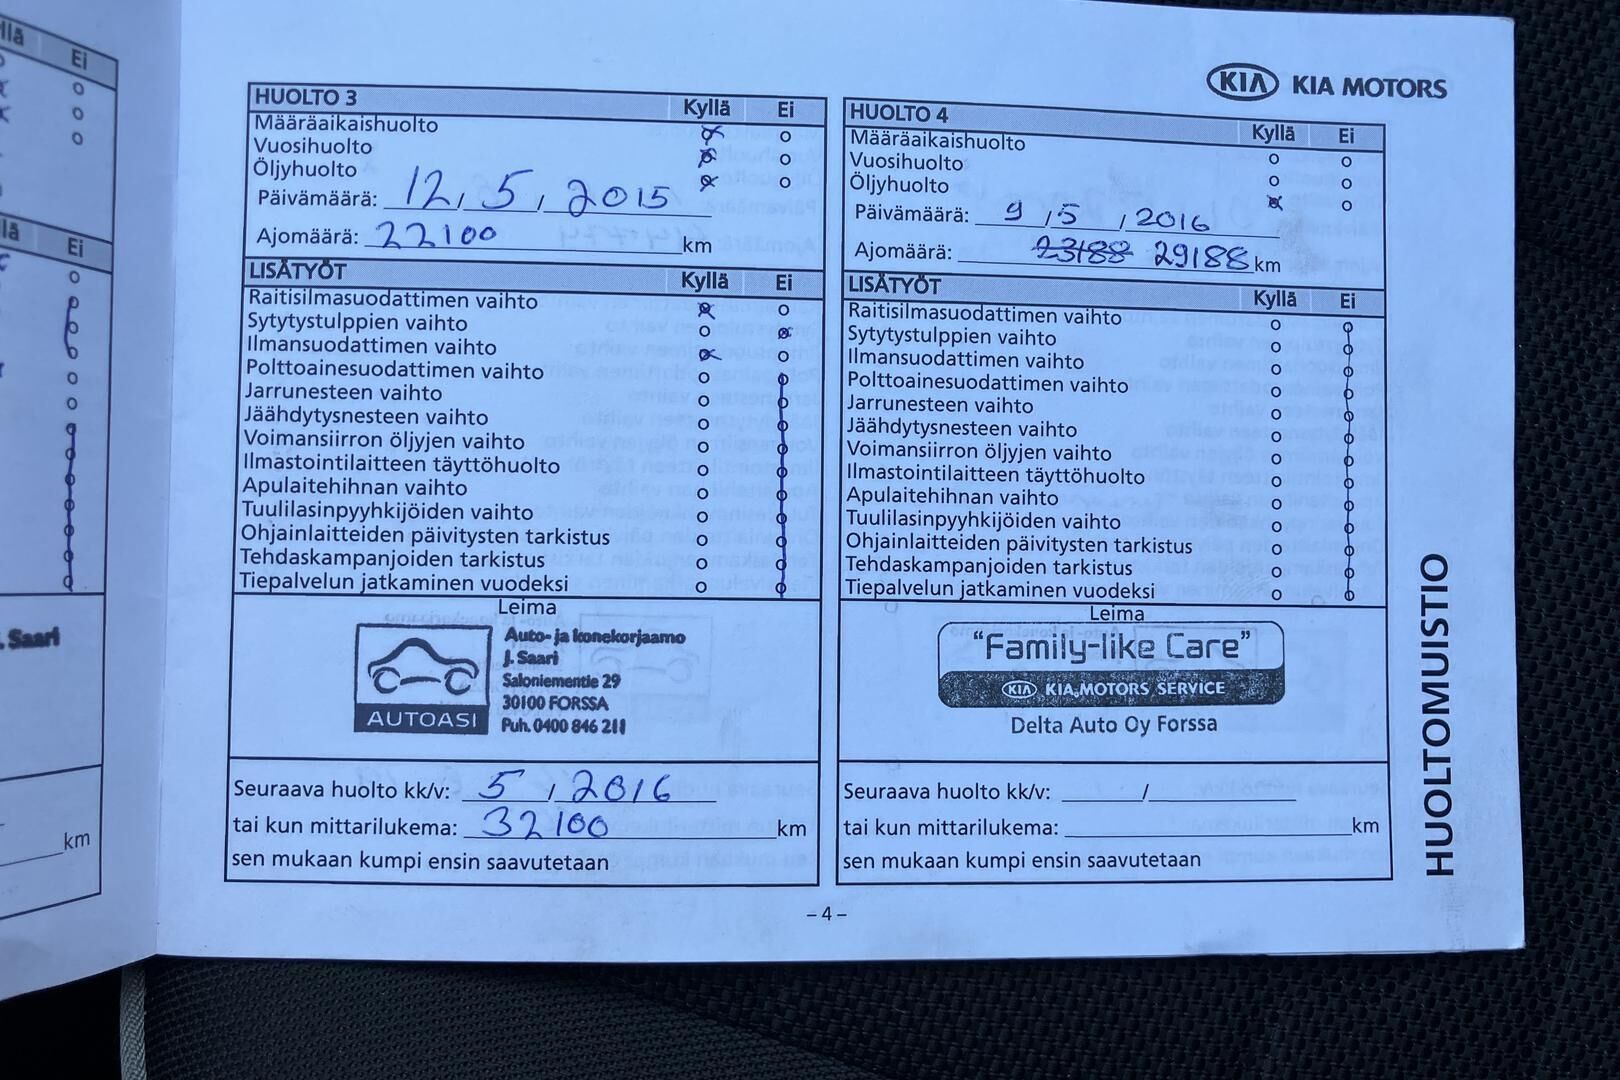 Ei
Ei
. Saari
km
KIA KIA MOTORS
HUOLTO 3 Kyllä Ei
Määräaikaishuolto
Vuosihuolto
Öljyhuolto
Päivämäärä: 12, 5, 2015
Ajomäärä: 22100 km
LISÄTYÖT Kyllä Ei
Raitisilmasuodattimen vaihto
Sytytystulppien vaihto
Ilmansuodattimen vaihto
Polttoainesuodattimen vaihto
Jarrunesteen vaihto
Jäähdytysnesteen vaihto
Voimansiirron öljyjen vaihto
Ilmastointilaitteen täyttöhuolto
Apulaitehihnan vaihto
Tuulilasinpyyhkijöiden vaihto
Ohjainlaitteiden päivitysten tarkistus
Tehdaskampanjoiden tarkistus
Tiepalvelun jatkaminen vuodeksi
Leima
AUTOASI
Auto- ja konekorjaamo
J. Saari
Saloniementie 29
30100 FORSSA
Puh. 0400 846 211
Seuraava huolto kk/v: 5 / 2016
tai kun mittarilukema: 32100 km
sen mukaan kumpi ensin saavutetaan
HUOLTO 4 Kyllä Ei
Määräaikaishuolto
Vuosihuolto
Öljyhuolto
Päivämäärä: 9 /5 /2016
Ajomäärä: 23188 29188 km
LISÄTYÖT Kyllä Ei
Raitisilmasuodattimen vaihto
Sytytystulppien vaihto
Ilmansuodattimen vaihto
Polttoainesuodattimen vaihto
Jarrunesteen vaihto
Jäähdytysnesteen vaihto
Voimansiirron öljyjen vaihto
Ilmastointilaitteen täyttöhuolto
Apulaitehihnan vaihto
Tuulilasinpyyhkijöiden vaihto
Ohjainlaitteiden päivitysten tarkistus
Tehdaskampanjoiden tarkistus
Tiepalvelun jatkaminen vuodeksi
Leima
"Family-like Care"
KIA KIA MOTORS SERVICE
Delta Auto Oy Forssa
Seuraava huolto kk/v: /
tai kun mittarilukema: km
sen mukaan kumpi ensin saavutetaan
HUOLTOMUISTIO
- 4 -